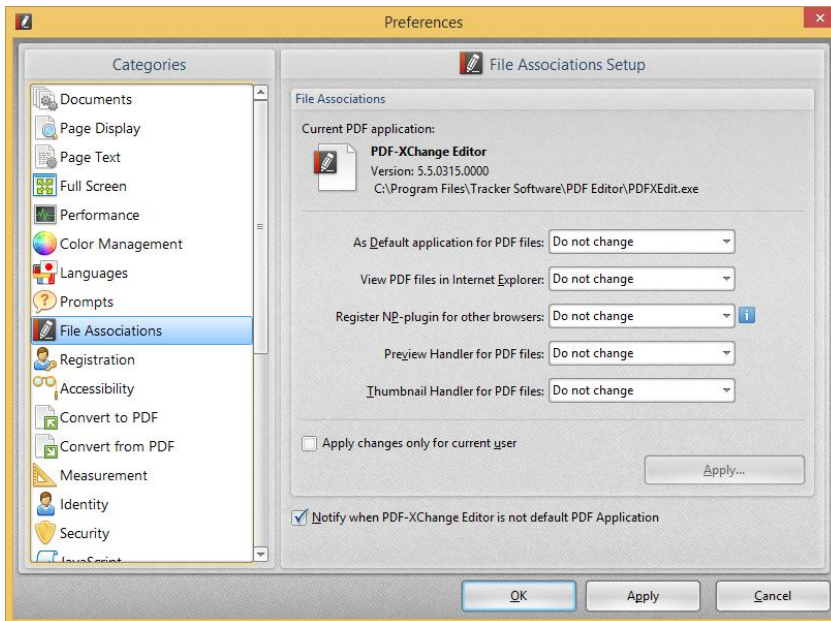 Preferences
Categories
Documents
Page Display
Page Text
Full Screen
Performance
Color Management
Languages
Prompts
File Associations
Registration
Accessibility
Convert to PDF
Convert from PDF
Measurement
Identity
Security
JavaScript
File Associations Setup
File Associations
Current PDF application:
PDF-XChange Editor
Version: 5.5.0315.0000
C:\Program Files\Tracker Software\PDF Editor\PDFXEdit.exe
As Default application for PDF files: Do not change
View PDF files in Internet Explorer: Do not change
Register NP-plugin for other browsers: Do not change
Preview Handler for PDF files: Do not change
Thumbnail Handler for PDF files: Do not change
Apply changes only for current user
Apply...
Notify when PDF-XChange Editor is not default PDF Application
OK Apply Cancel